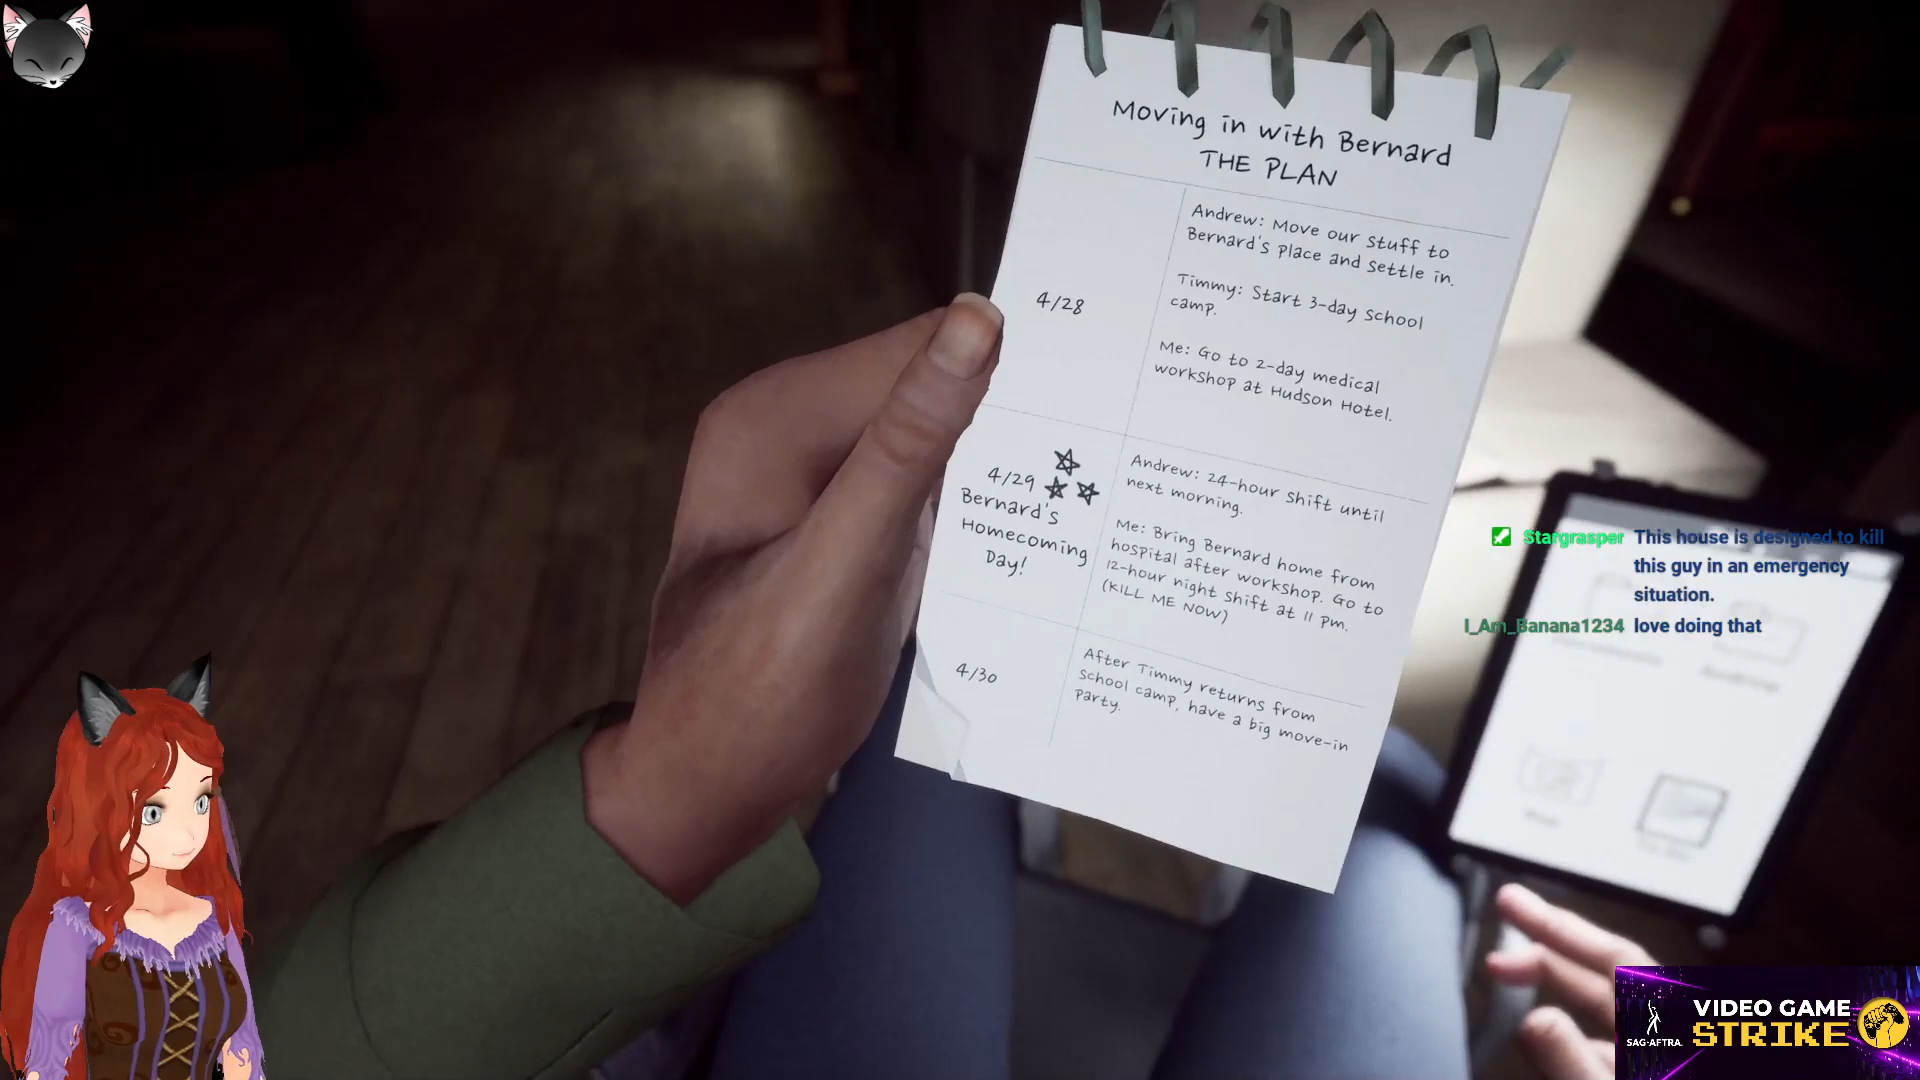 Moving in with Bernard
THE PLAN
4/28
Andrew: Move our stuff to
Bernard's place and settle in.
Timmy: Start 3-day school
camp.
Me: Go to 2-day medical
workshop at Hudson Hotel.
4/29
Bernard's
Homecoming
Day!
Andrew: 24-hour shift until
next morning.
Me: Bring Bernard home from
hospital after workshop. Go to
12-hour night shift at 11 pm.
(KILL ME NOW)
4/30
After Timmy returns from
school camp, have a big move-in
party.
Stargrasper This house is designed to kill
this guy in an emergency
situation.
I_Am_Banana1234 love doing that
SAG-AFTRA.
VIDEO GAME
STRIKE